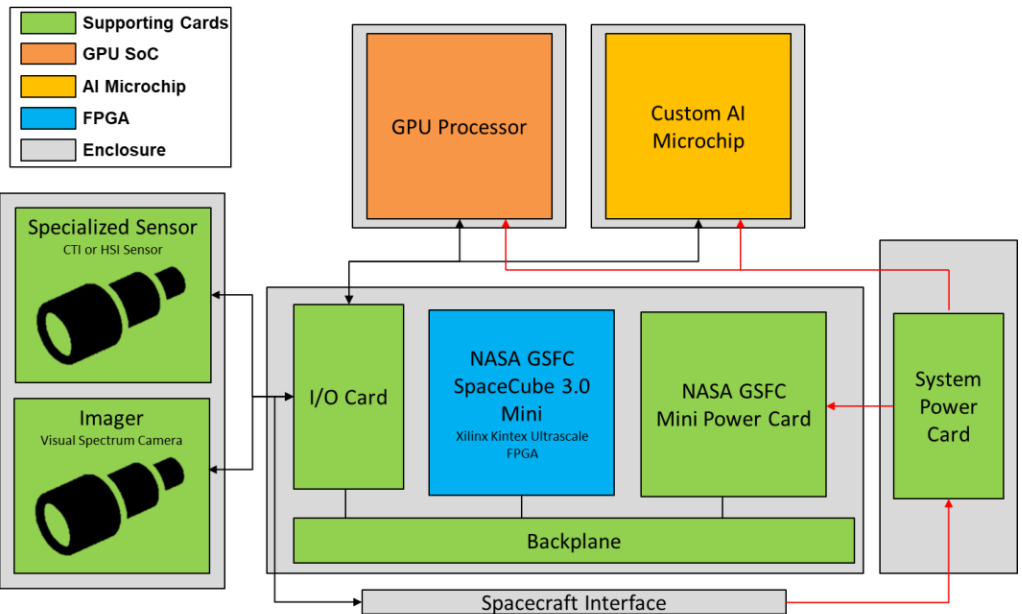 Supporting Cards
GPU SoC
AI Microchip
FPGA
Enclosure
GPU Processor
Custom AI
Microchip
Specialized Sensor
CTI or HSI Sensor
Imager
Visual Spectrum Camera
I/O Card
NASA GSFC
SpaceCube 3.0
Mini
Xilinx Kintex Ultrascale
FPGA
NASA GSFC
Mini Power Card
System
Power
Card
Backplane
Spacecraft Interface